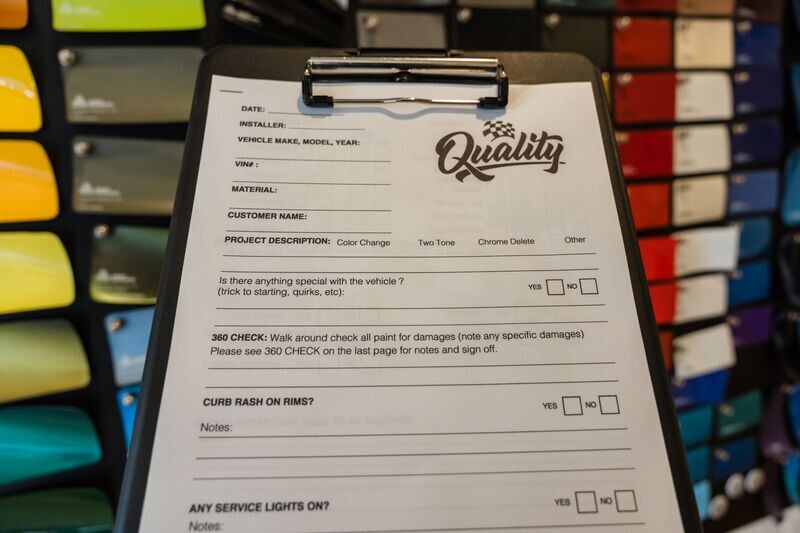 DATE:
INSTALLER:
VEHICLE MAKE, MODEL, YEAR:
Quality
VIN# :
MATERIAL:
CUSTOMER NAME:
PROJECT DESCRIPTION: Color Change Two Tone Chrome Delete Other
Is there anything special with the vehicle ? YES NO
(trick to starting, quirks, etc):
360 CHECK: Walk around check all paint for damages (note any specific damages)
Please see 360 CHECK on the last page for notes and sign off.
CURB RASH ON RIMS? YES NO
Notes:
ANY SERVICE LIGHTS ON? YES NO
Notes: